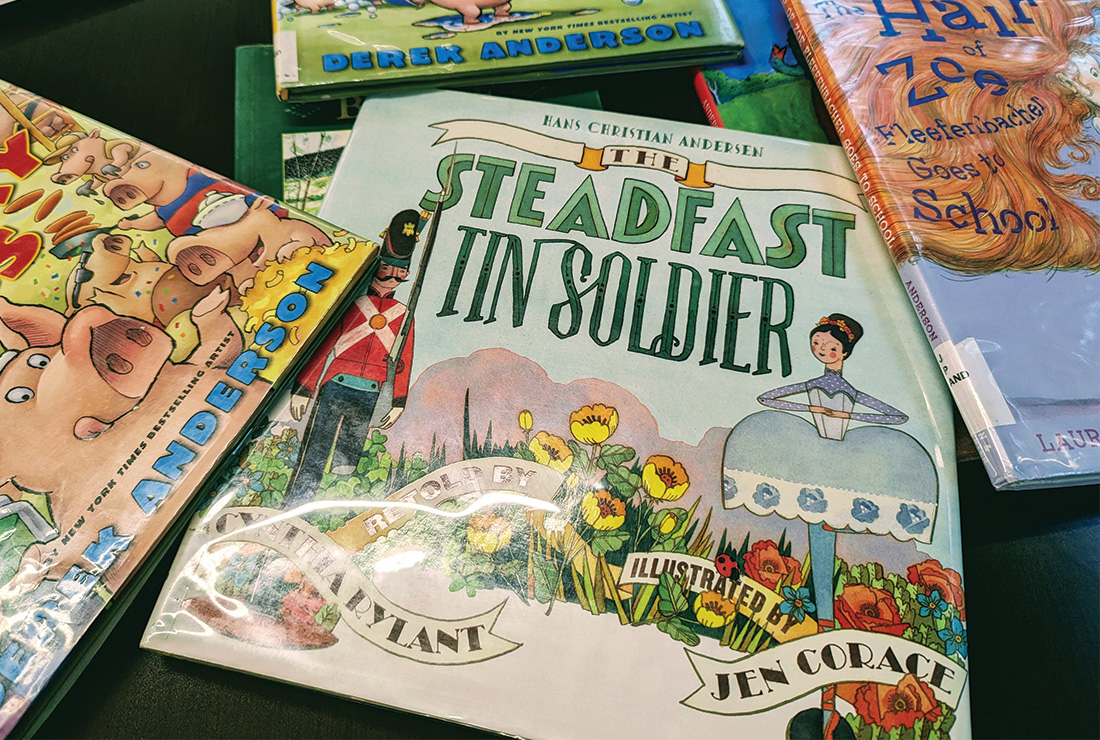 BY NEW YORK TIMES BESTSELLING ARTIST
DEREK ANDERSON
HANS CHRISTIAN ANDERSEN
THE
STEADFAST
TIN SOLDIER
RETOLD BY
CYNTHIA RYLANT
ILLUSTRATED BY
JEN CORACE
NEW YORK TIMES BESTSELLING ARTIST
ANDERSON
The
Hair
of
Zoe
Fleefenbacher
Goes to
School
ANDERSON
J
P
AND
LAUR